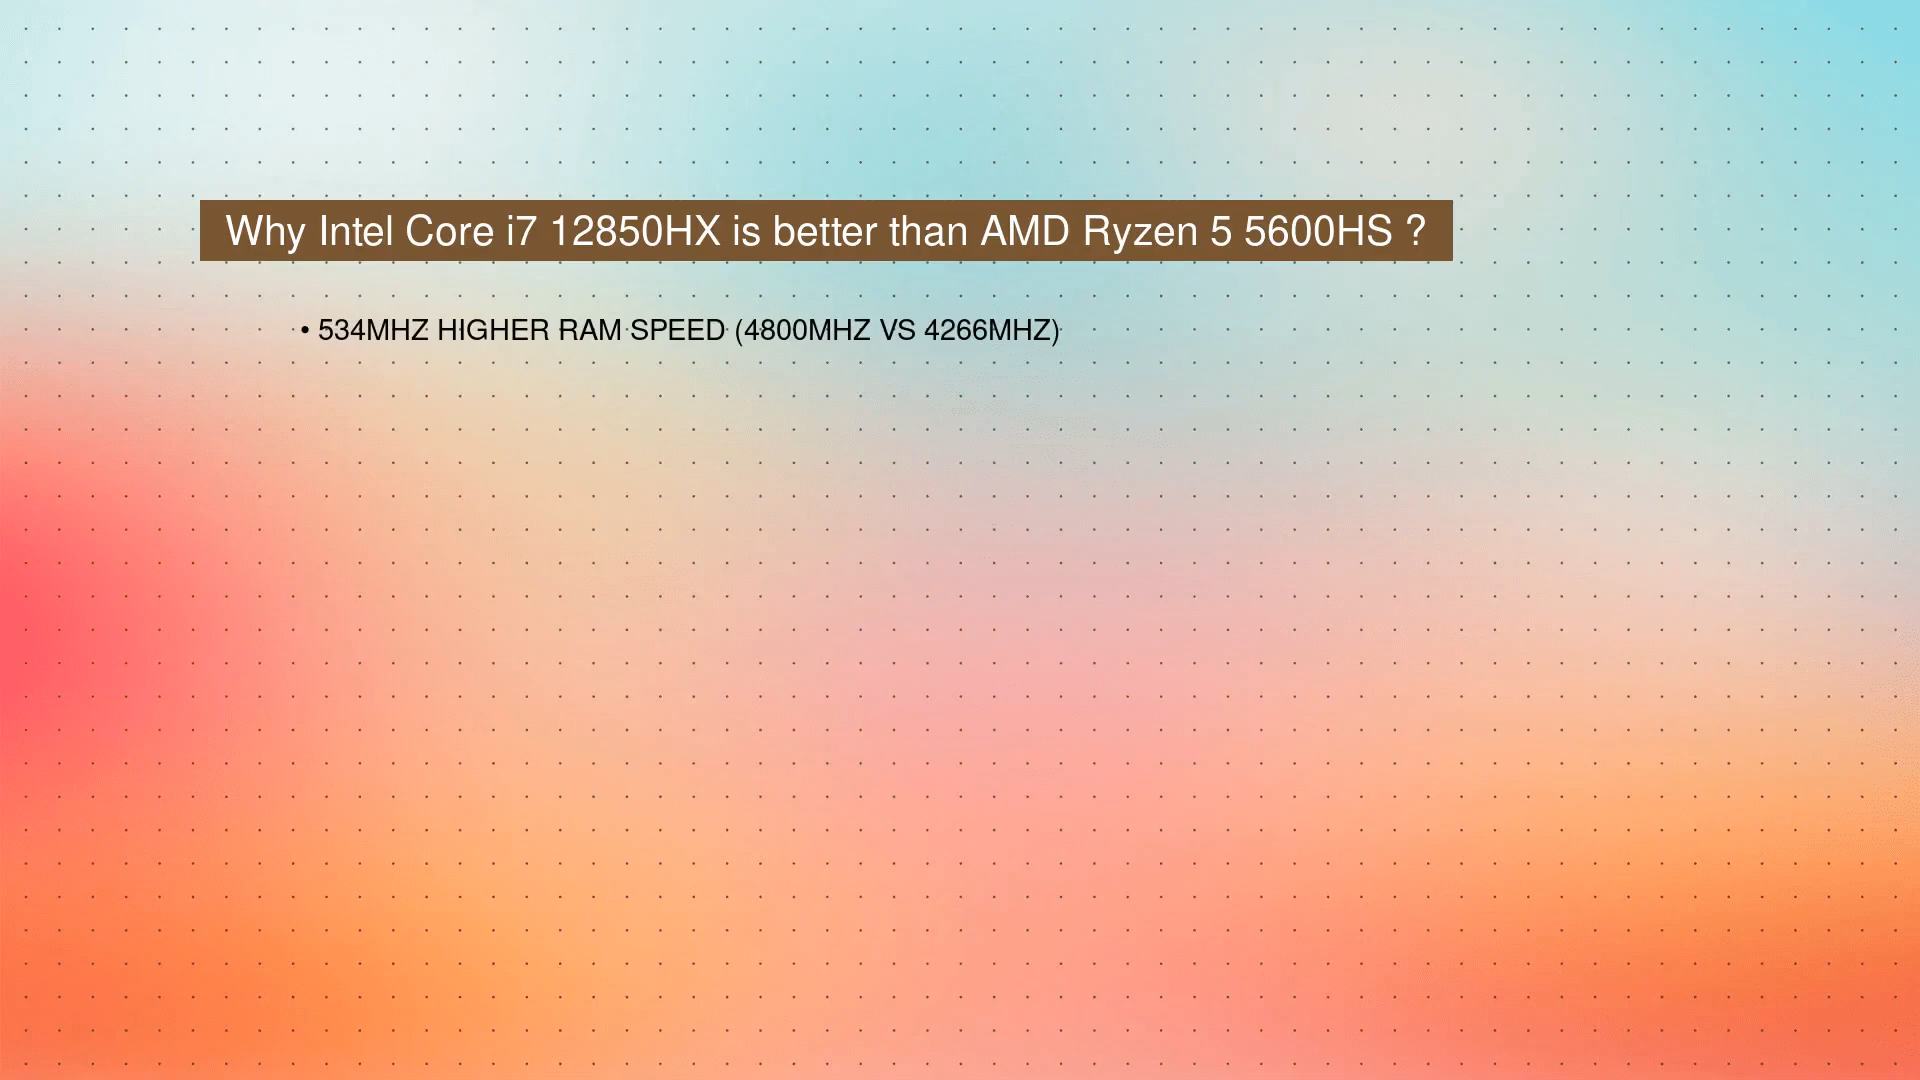 Why Intel Core i7 12850HX is better than AMD Ryzen 5 5600HS ?
• 534MHZ HIGHER RAM SPEED (4800MHZ VS 4266MHZ)